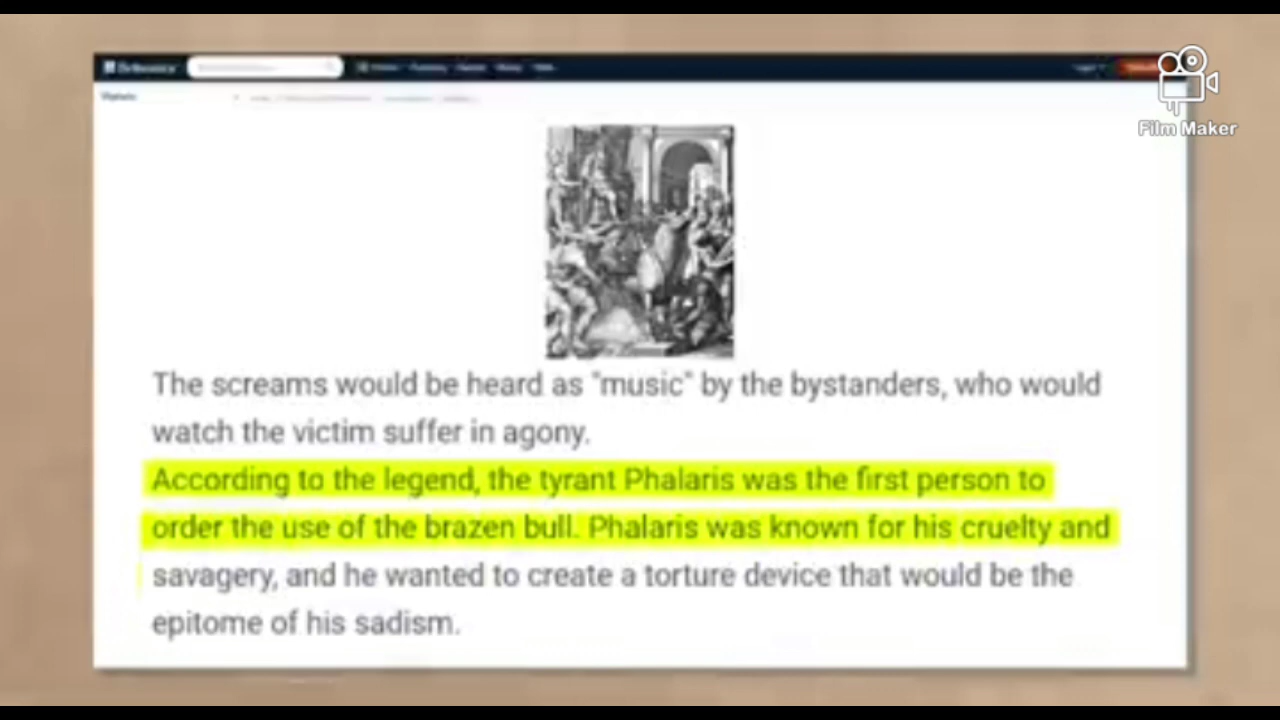 Film Maker
The screams would be heard as "music" by the bystanders, who would
watch the victim suffer in agony.
According to the legend, the tyrant Phalaris was the first person to
order the use of the brazen bull. Phalaris was known for his cruelty and
savagery, and he wanted to create a torture device that would be the
epitome of his sadism.